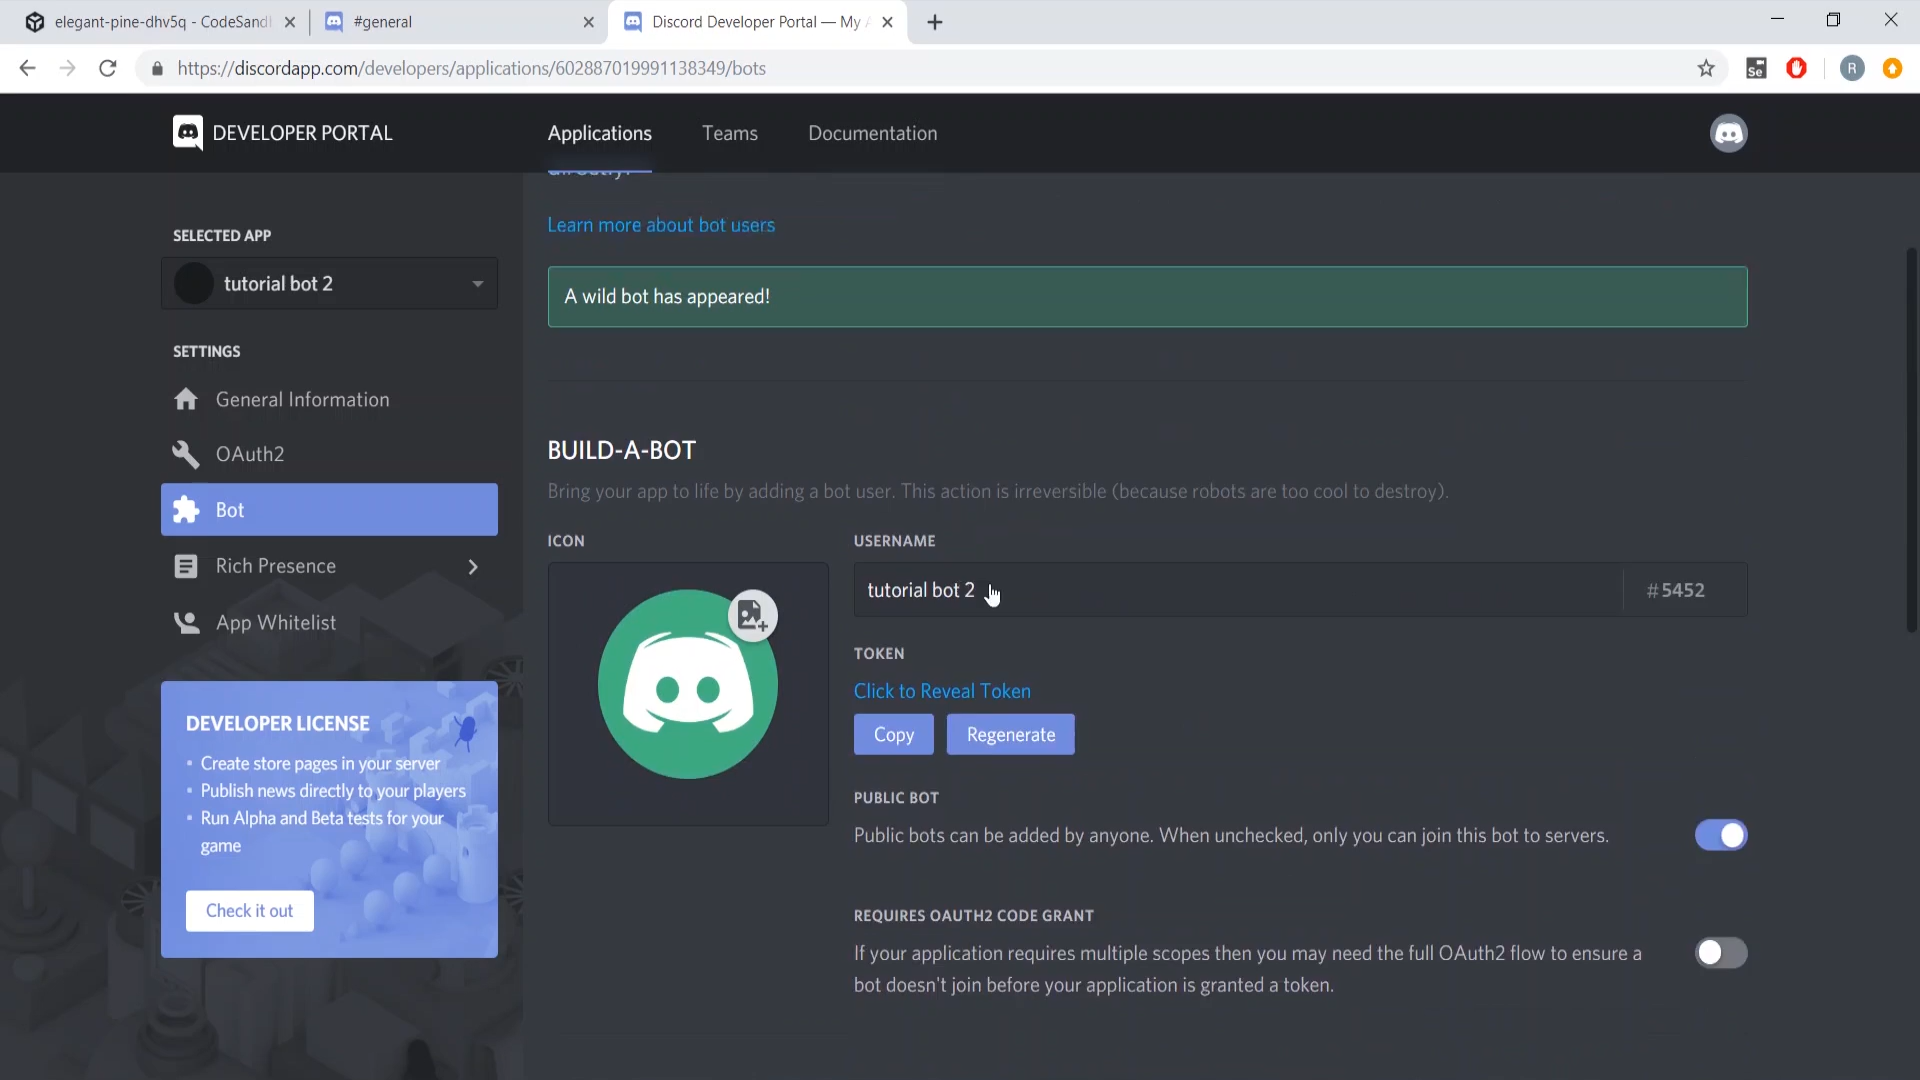 elegant-pine-dhv5q - CodeSand
#general
Discord Developer Portal — My A
https://discordapp.com/developers/applications/602887019991138349/bots
Se
R
DEVELOPER PORTAL
Applications
Teams
Documentation
SELECTED APP
tutorial bot 2
SETTINGS
General Information
OAuth2
Bot
Rich Presence
App Whitelist
DEVELOPER LICENSE
• Create store pages in your server
• Publish news directly to your players
• Run Alpha and Beta tests for your
game
Check it out
Learn more about bot users
A wild bot has appeared!
BUILD-A-BOT
Bring your app to life by adding a bot user. This action is irreversible (because robots are too cool to destroy).
ICON
USERNAME
tutorial bot 2
#5452
TOKEN
Click to Reveal Token
Copy
Regenerate
PUBLIC BOT
Public bots can be added by anyone. When unchecked, only you can join this bot to servers.
REQUIRES OAUTH2 CODE GRANT
If your application requires multiple scopes then you may need the full OAuth2 flow to ensure a
bot doesn't join before your application is granted a token.